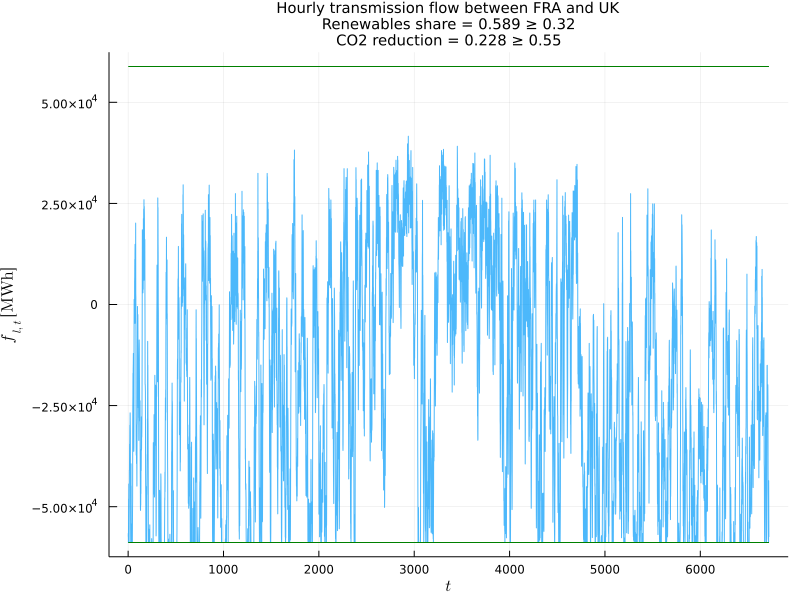 Hourly transmission flow between FRA and UK
Renewables share = 0.589 ≥ 0.32
CO2 reduction = 0.228 ≥ 0.55
5.00×10⁴
2.50×10⁴
0
−2.50×10⁴
−5.00×10⁴
f_{l,t} [MWh]
0 1000 2000 3000 4000 5000 6000
t